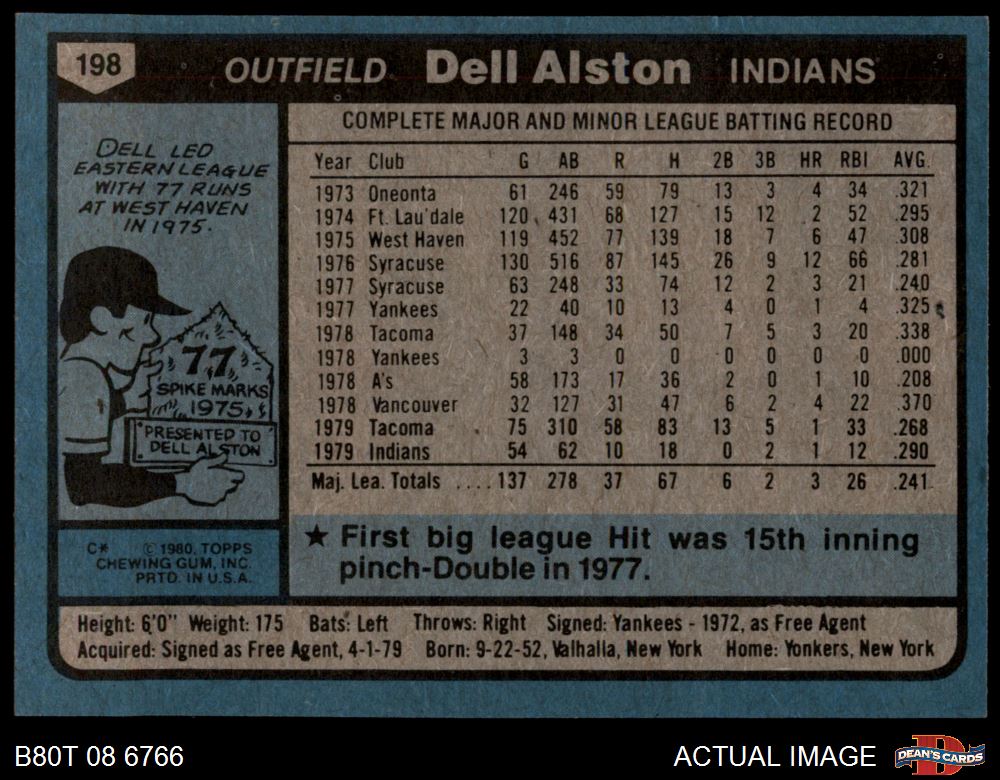 198 OUTFIELD Dell Alston INDIANS
COMPLETE MAJOR AND MINOR LEAGUE BATTING RECORD
DELL LED
EASTERN LEAGUE
WITH 77 RUNS
AT WEST HAVEN
IN 1975.
77
SPIKE MARKS
1975
PRESENTED TO
DELL ALSTON
Year Club G AB R H 2B 3B HR RBI AVG.
1973 Oneonta 61 246 59 79 13 3 4 34 .321
1974 Ft. Lau'dale 120 431 68 127 15 12 2 52 .295
1975 West Haven 119 452 77 139 18 7 6 47 .308
1976 Syracuse 130 516 87 145 26 9 12 66 .281
1977 Syracuse 63 248 33 74 12 2 3 21 .240
1977 Yankees 22 40 10 13 4 0 1 4 .325
1978 Tacoma 37 148 34 50 7 5 3 20 .338
1978 Yankees 3 3 0 0 0 0 0 0 .000
1978 A's 58 173 17 36 2 0 1 10 .208
1978 Vancouver 32 127 31 47 6 2 4 22 .370
1979 Tacoma 75 310 58 83 13 5 1 33 .268
1979 Indians 54 62 10 18 0 2 1 12 .290
Maj. Lea. Totals .... 137 278 37 67 6 2 3 26 .241
★ First big league Hit was 15th inning
pinch-Double in 1977.
C* © 1980, TOPPS
CHEWING GUM, INC.
PRTD. IN U.S.A.
Height: 6'0" Weight: 175 Bats: Left Throws: Right Signed: Yankees - 1972, as Free Agent
Acquired: Signed as Free Agent, 4-1-79 Born: 9-22-52, Valhalla, New York Home: Yonkers, New York
B80T 08 6766 ACTUAL IMAGE DEAN'S CARDS